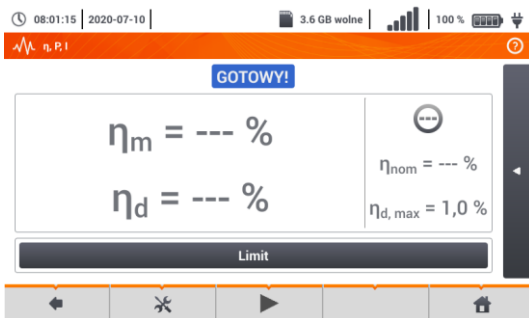 08:01:15 2020-07-10 3.6 GB wolne 100 %
η, P, I ?
GOTOWY!
ηm = --- %
ηd = --- %
---
ηnom = --- %
ηd, max = 1,0 %
Limit